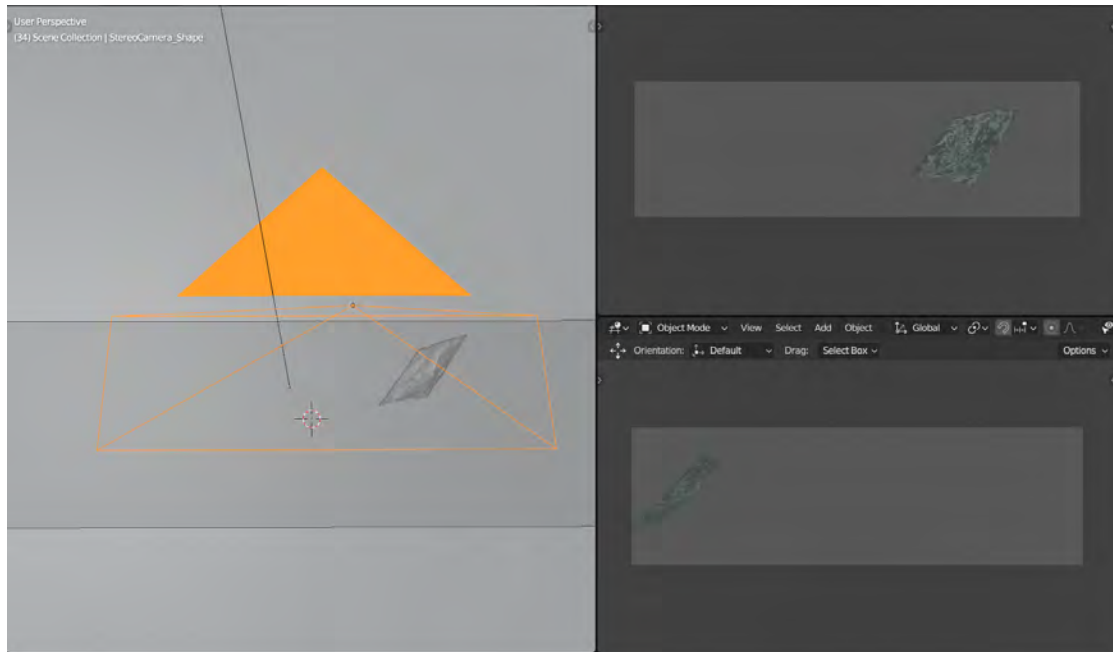 User Perspective
(34) Scene Collection | StereoCamera_Shape
Object Mode View Select Add Object Global
Orientation: Default Drag: Select Box Options